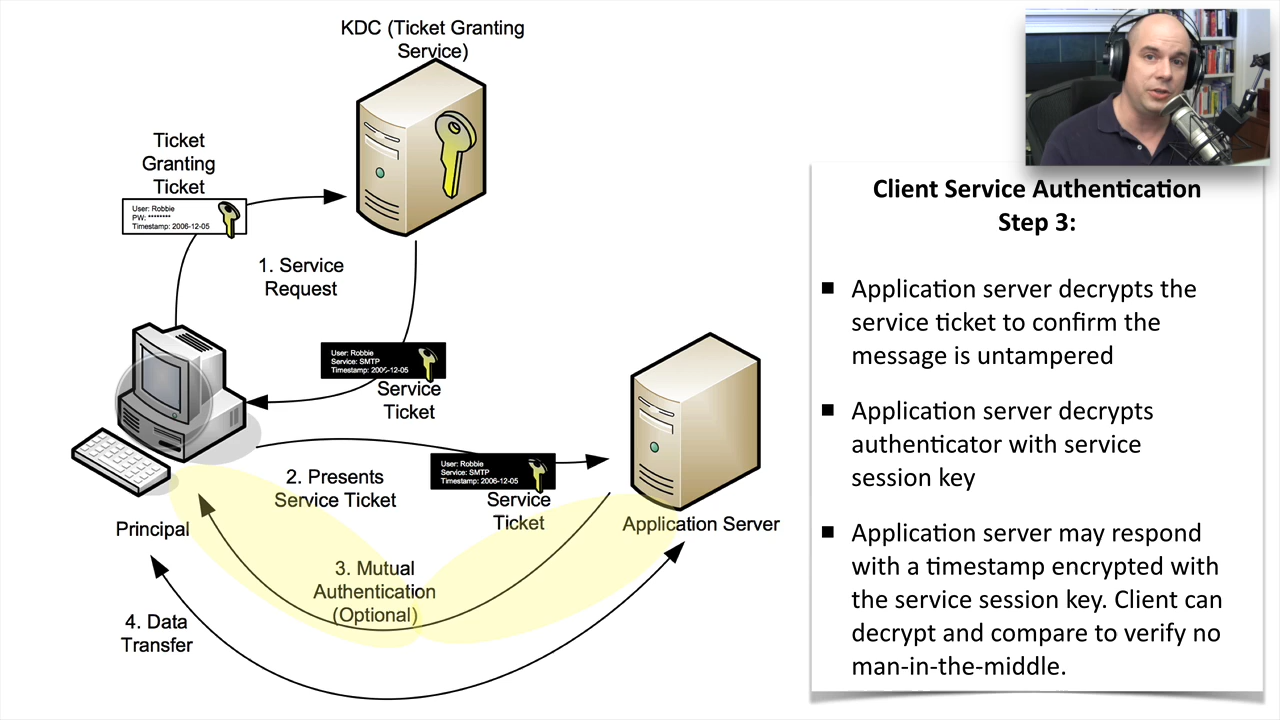 KDC (Ticket Granting
Service)
Ticket
Granting
Ticket
User: Robbie
PW: ********
Timestamp: 2006-12-05
1. Service
Request
User: Robbie
Service: SMTP
Timestamp: 2006-12-05
Service
Ticket
2. Presents
Service Ticket
User: Robbie
Service: SMTP
Timestamp: 2006-12-05
Service
Ticket
Principal
Application Server
3. Mutual
Authentication
(Optional)
4. Data
Transfer
Client Service Authentication
Step 3:
■ Application server decrypts the
service ticket to confirm the
message is untampered
■ Application server decrypts
authenticator with service
session key
■ Application server may respond
with a timestamp encrypted with
the service session key. Client can
decrypt and compare to verify no
man-in-the-middle.